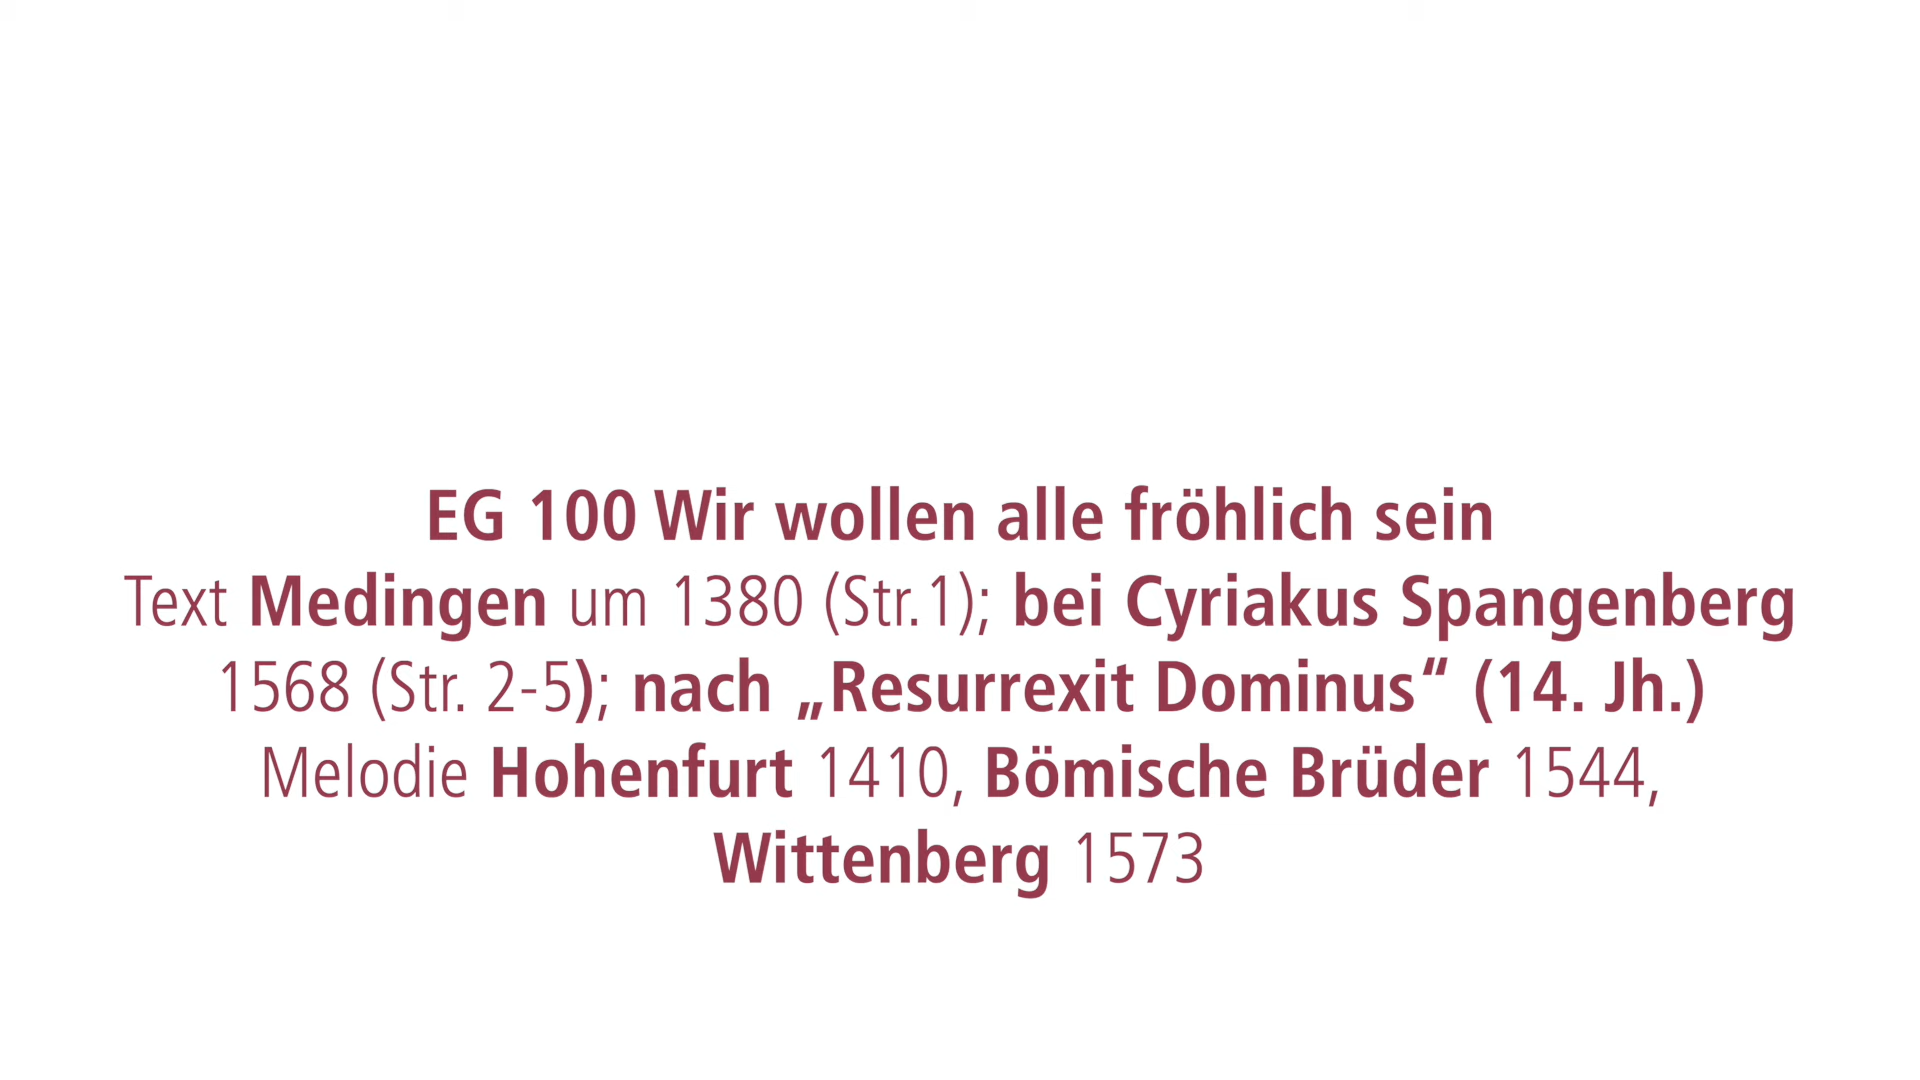 EG 100 Wir wollen alle fröhlich sein
Text Medingen um 1380 (Str.1); bei Cyriakus Spangenberg
1568 (Str. 2-5); nach „Resurrexit Dominus“ (14. Jh.)
Melodie Hohenfurt 1410, Bömische Brüder 1544,
Wittenberg 1573